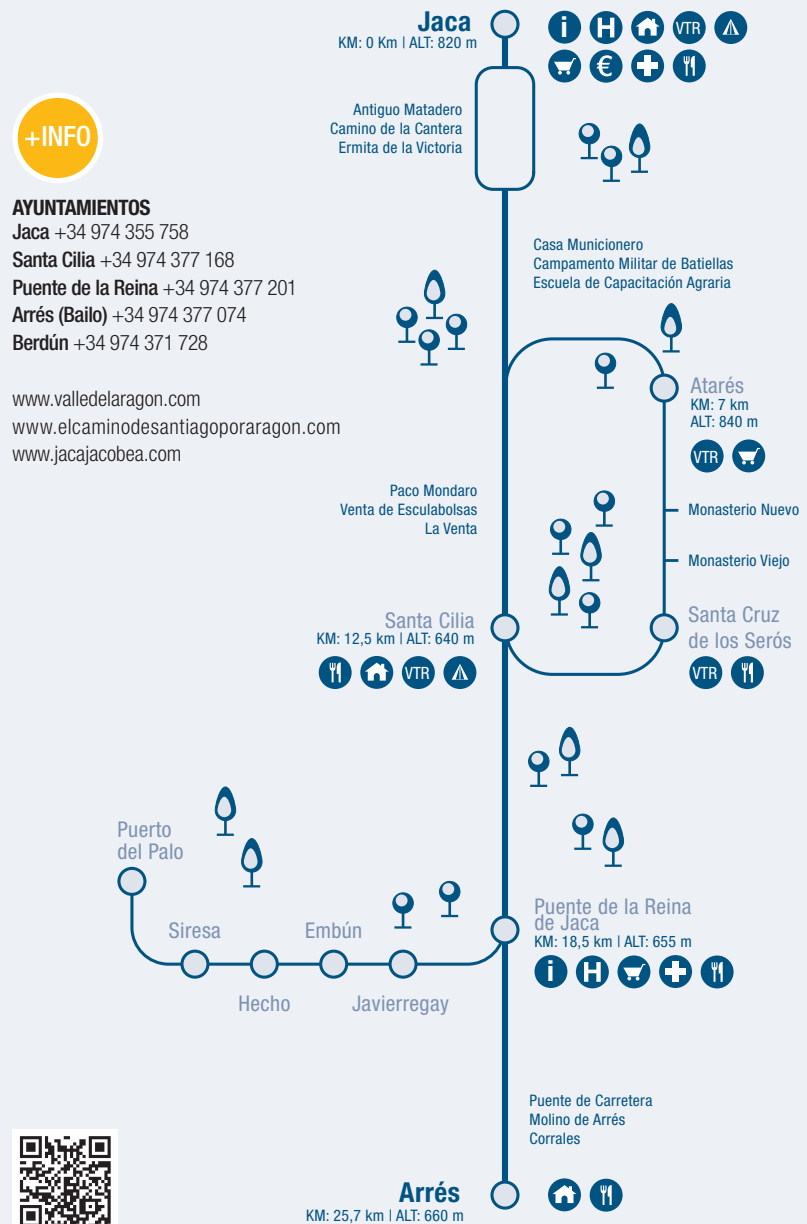 Jaca
KM: 0 Km | ALT: 820 m
i H VTR
€
Antiguo Matadero
Camino de la Cantera
Ermita de la Victoria
+INFO
AYUNTAMIENTOS
Jaca +34 974 355 758
Santa Cilia +34 974 377 168
Puente de la Reina +34 974 377 201
Arrés (Bailo) +34 974 377 074
Berdún +34 974 371 728
www.valledelaragon.com
www.elcaminodesantiagoporaragon.com
www.jacajacobea.com
Casa Municionero
Campamento Militar de Batiellas
Escuela de Capacitación Agraria
Atarés
KM: 7 km
ALT: 840 m
VTR
Paco Mondaro
Venta de Esculabolsas
La Venta
Monasterio Nuevo
Monasterio Viejo
Santa Cilia
KM: 12,5 km | ALT: 640 m
VTR
Santa Cruz
de los Serós
VTR
Puerto
del Palo
Siresa
Hecho
Embún
Javierregay
Puente de la Reina
de Jaca
KM: 18,5 km | ALT: 655 m
i H
Puente de Carretera
Molino de Arrés
Corrales
Arrés
KM: 25,7 km | ALT: 660 m